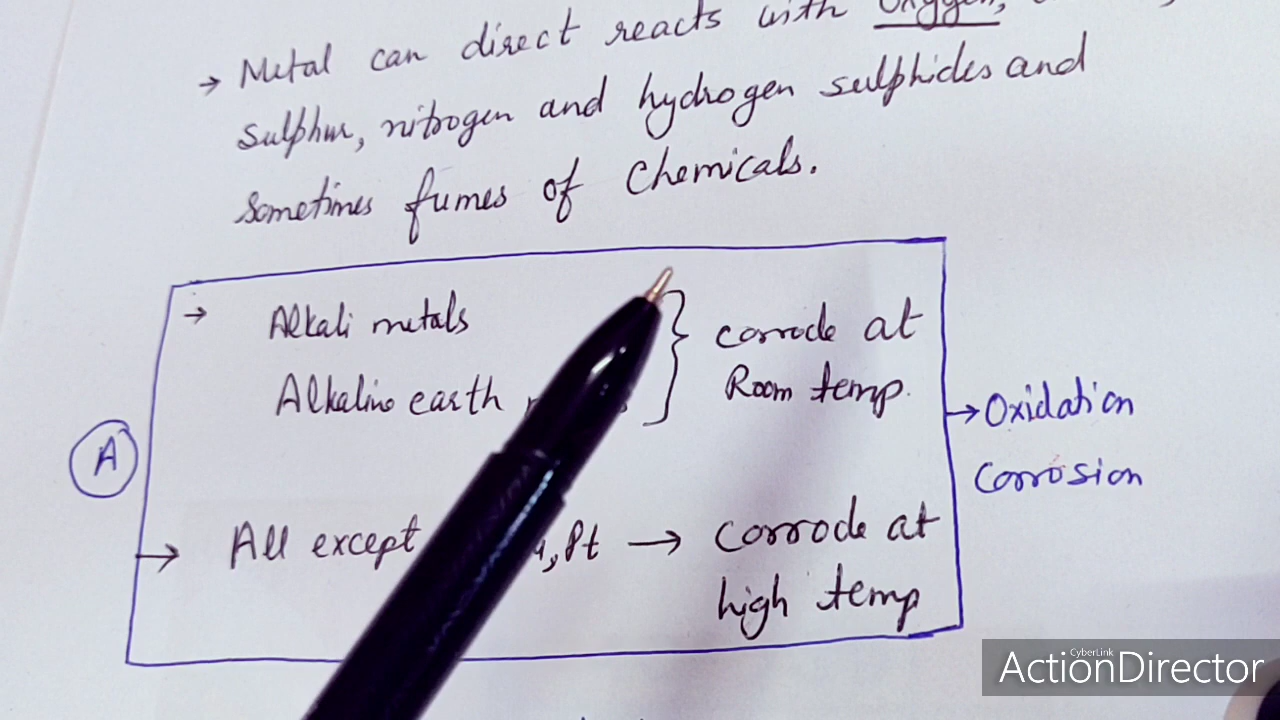 → Metal can direct reacts with Oxygen,
sulphur, nitrogen and hydrogen sulphides and
sometimes fumes of Chemicals.
→ Alkali metals
Alkaline earth
} corrode at
Room temp.
A
→ Oxidation
Corrosion
→ All except , Pt → corrode at
high temp
CyberLink
ActionDirector